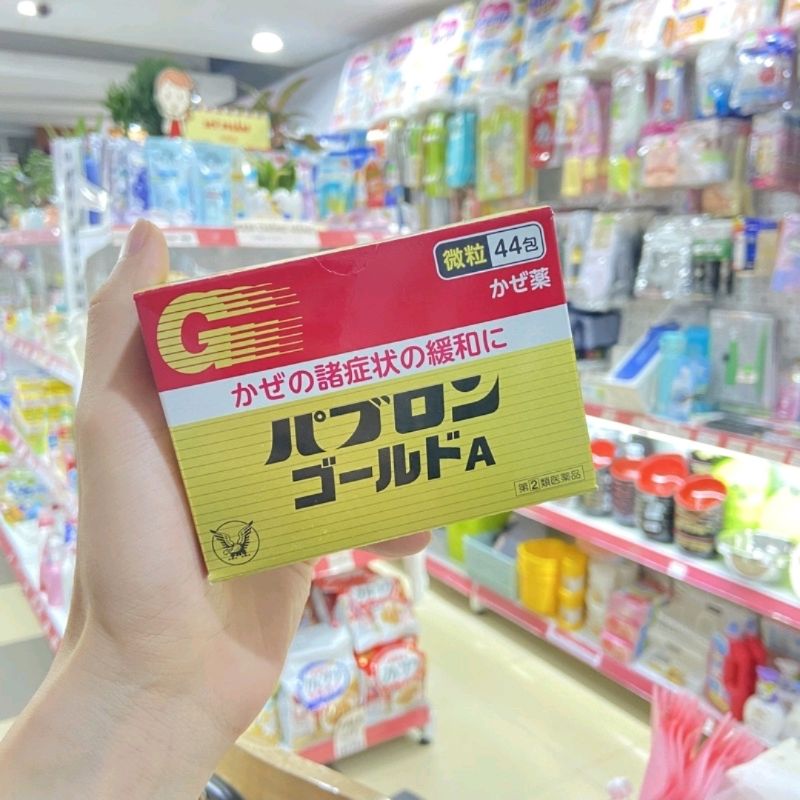 微粒 44包
かぜ薬
G
かぜの諸症状の緩和に
パブロン
ゴールドA
第②類医薬品